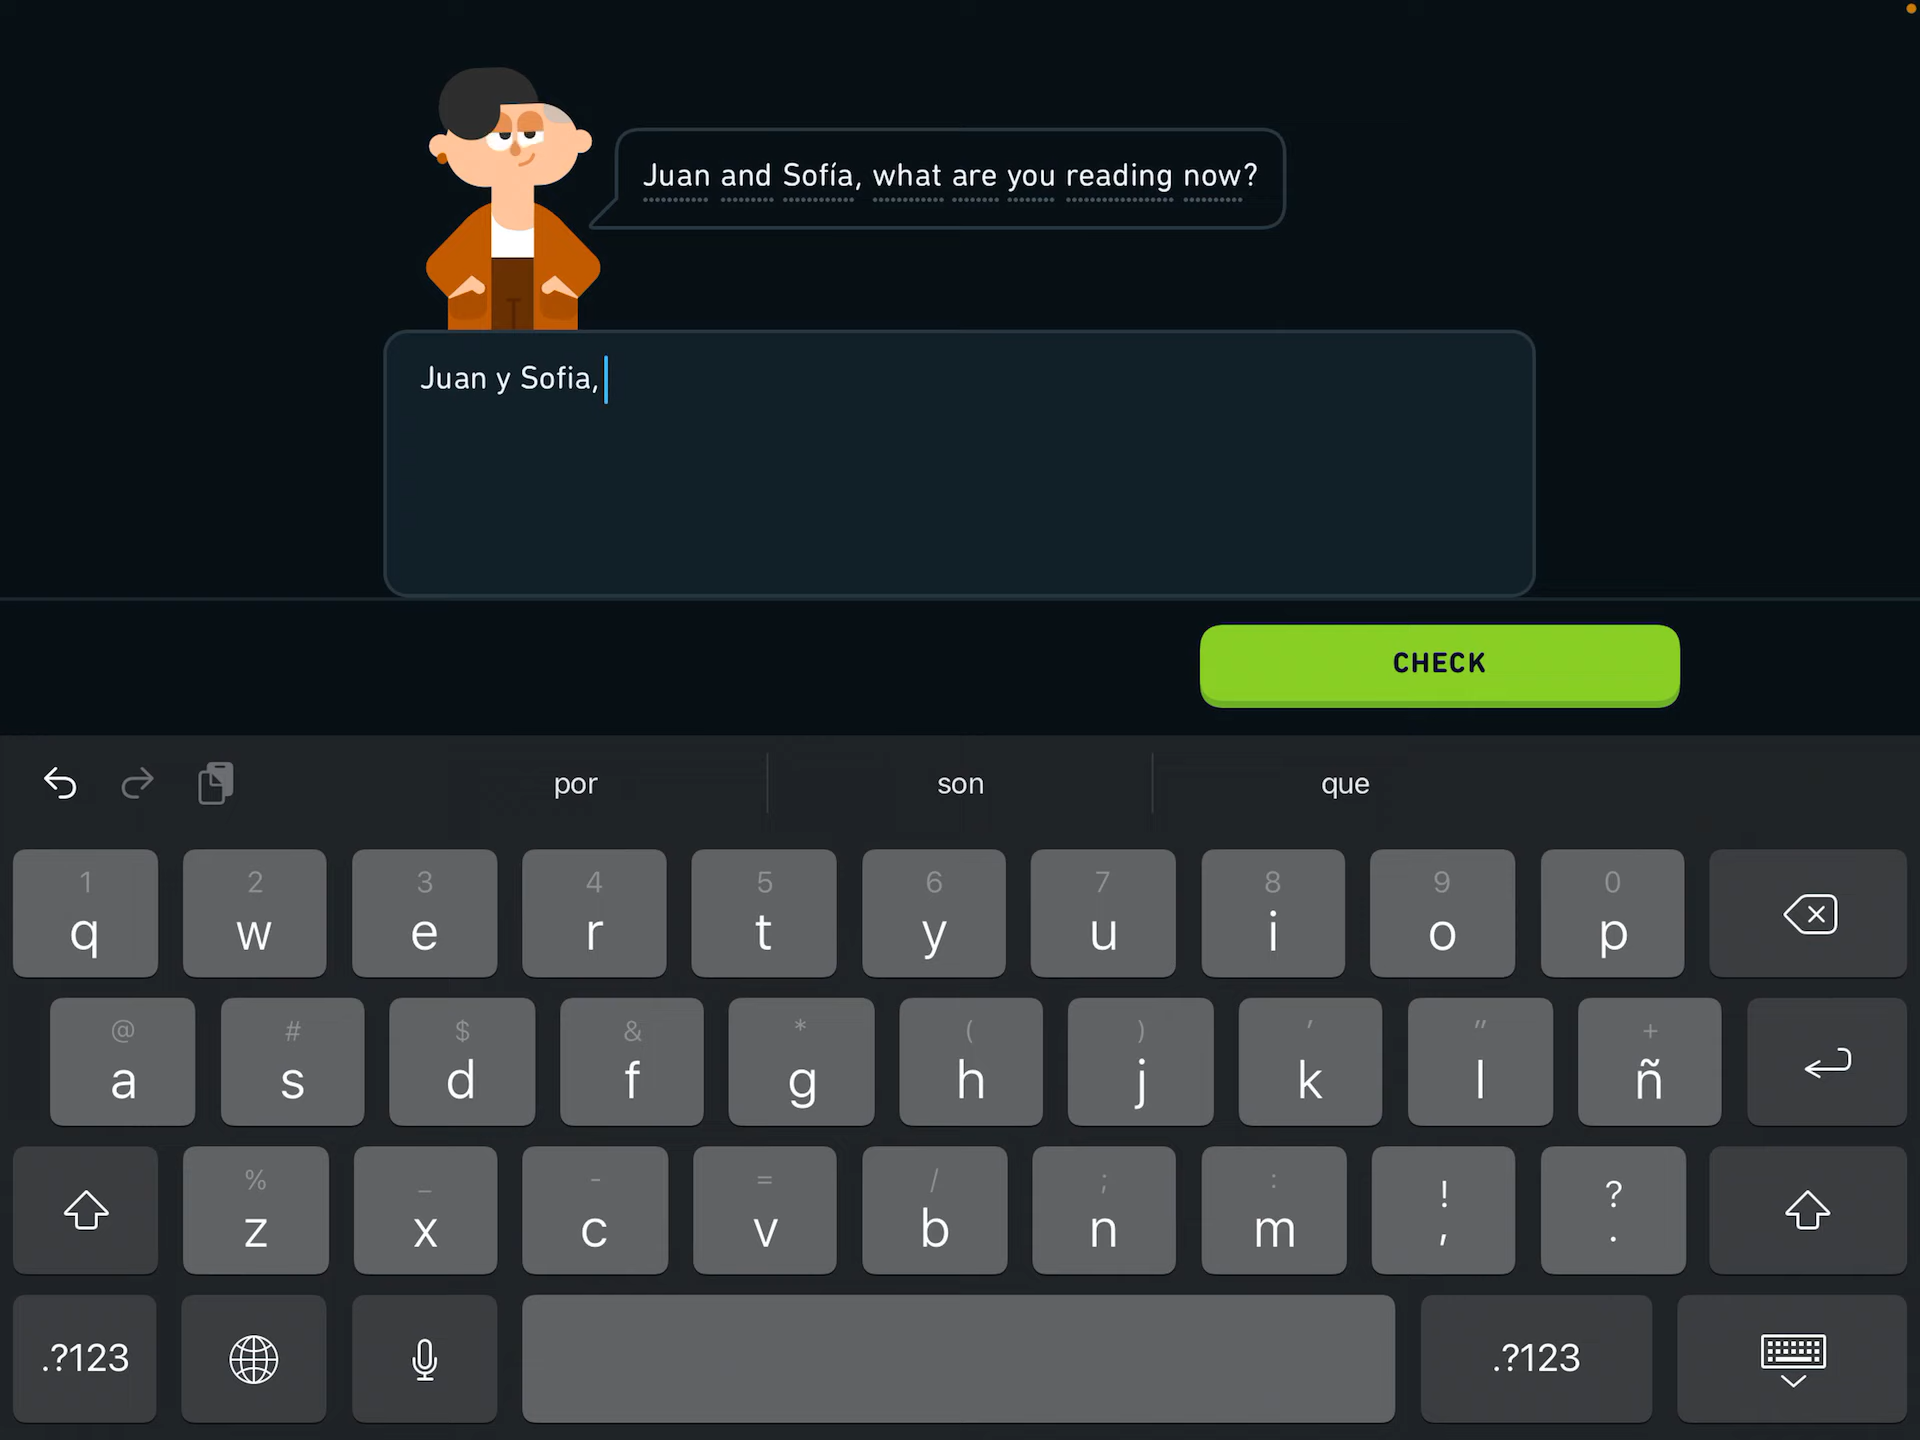 Juan and Sofía, what are you reading now?
Juan y Sofia,
CHECK
por son que
1 2 3 4 5 6 7 8 9 0
q w e r t y u i o p
@ # $ & * ( ) ' " +
a s d f g h j k l ñ
% _ - = / ; : ! ?
z x c v b n m , .
.?123 .?123